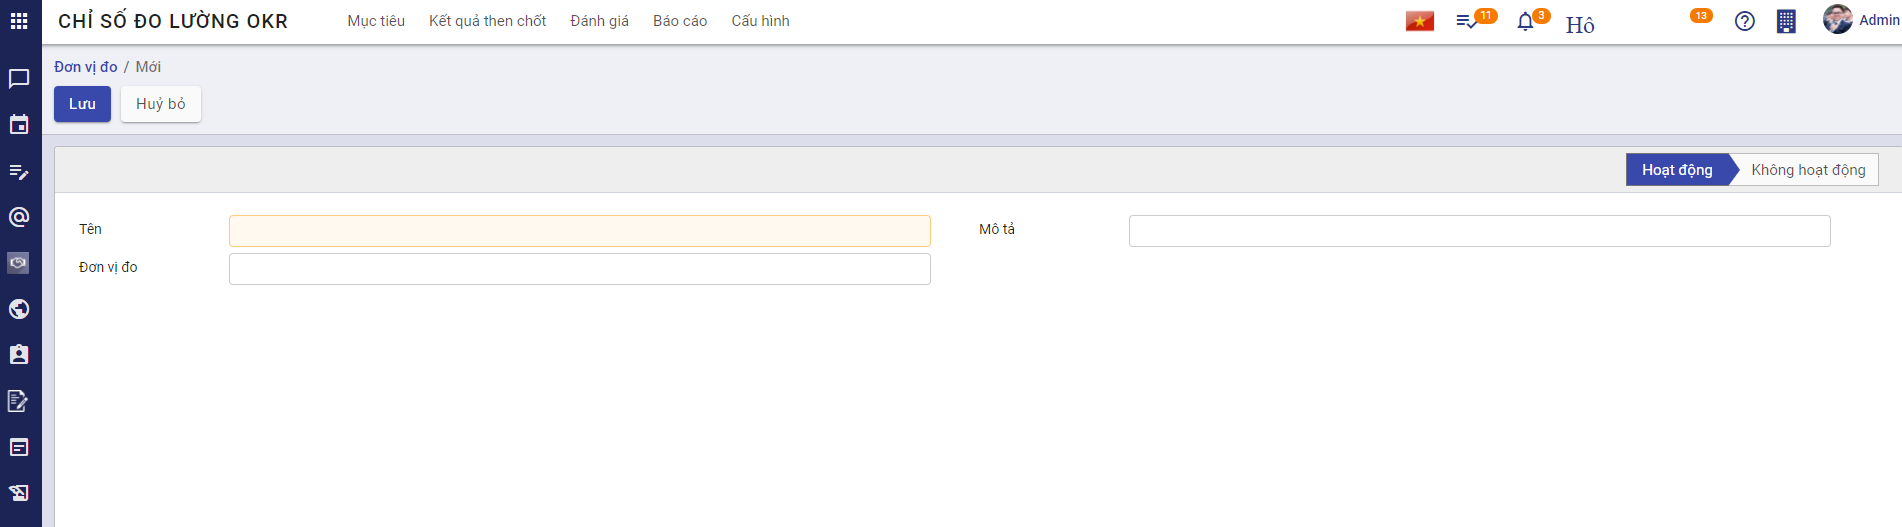 CHỈ SỐ ĐO LƯỜNG OKR Mục tiêu Kết quả then chốt Đánh giá Báo cáo Cấu hình 11 3 Hô 13 Admin
Đơn vị đo / Mới
Lưu Huỷ bỏ
Hoạt động Không hoạt động
Tên Mô tả
Đơn vị đo